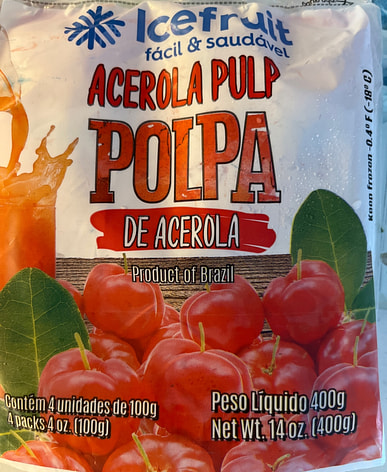 Icefruit
fácil & saudável
ACEROLA PULP
POLPA
DE ACEROLA
Product of Brazil
Keep frozen -0.4° F (-18° C)
Contém 4 unidades de 100g
4 packs 4 oz. (100g)
Peso Líquido 400g
Net Wt. 14 oz. (400g)